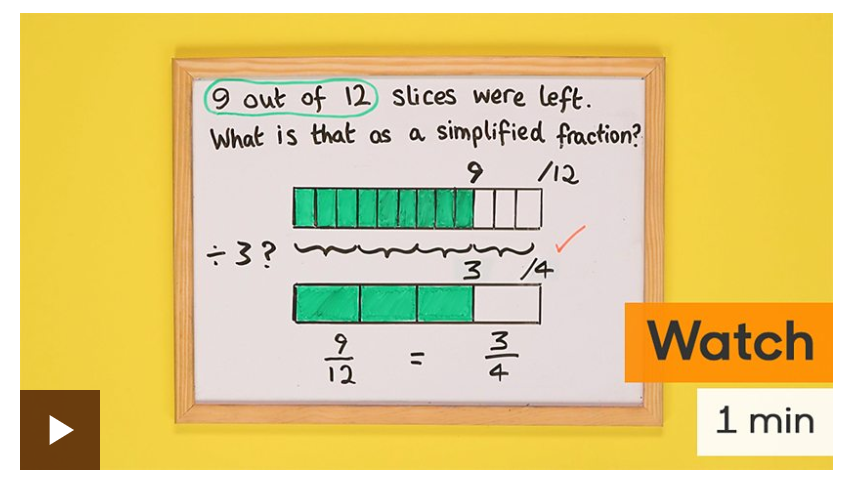 9 out of 12 slices were left.
What is that as a simplified fraction?
9 /12
÷ 3?
3 /4
9/12 = 3/4
Watch
1 min